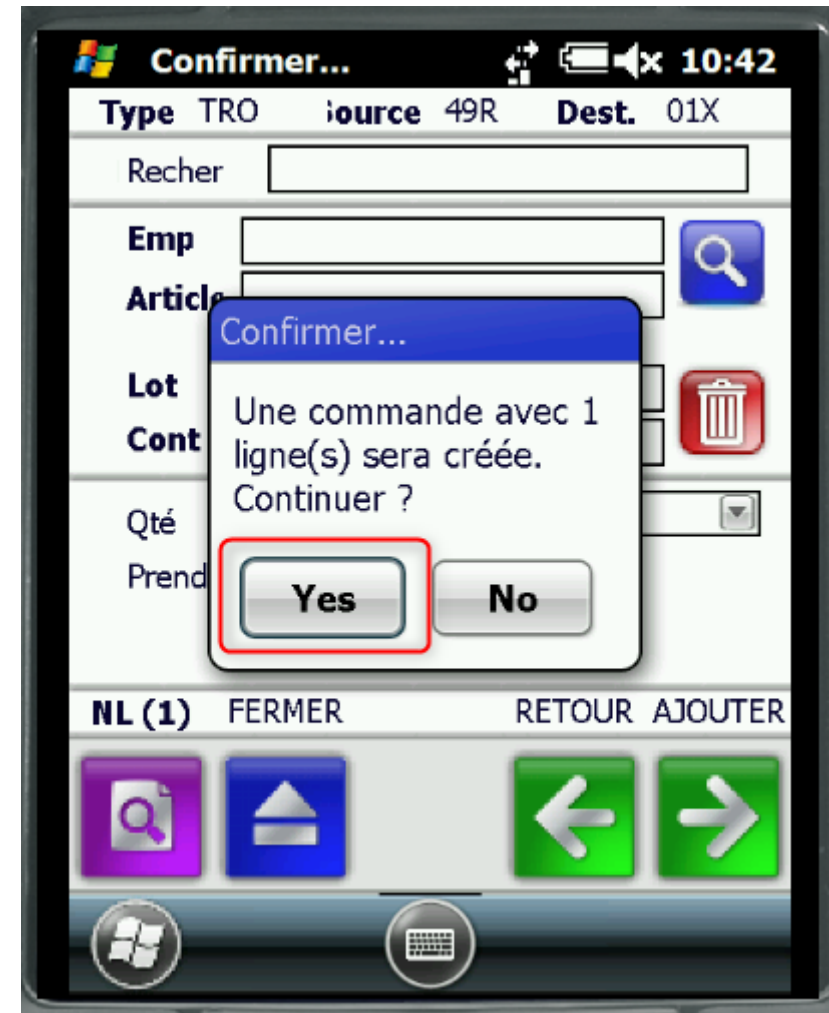 Confirmer... 10:42
Type TRO ource 49R Dest. 01X
Recher
Emp
Article
Confirmer...
Lot
Cont
Une commande avec 1
ligne(s) sera créée.
Continuer ?
Qté
Prend
Yes No
NL (1) FERMER RETOUR AJOUTER